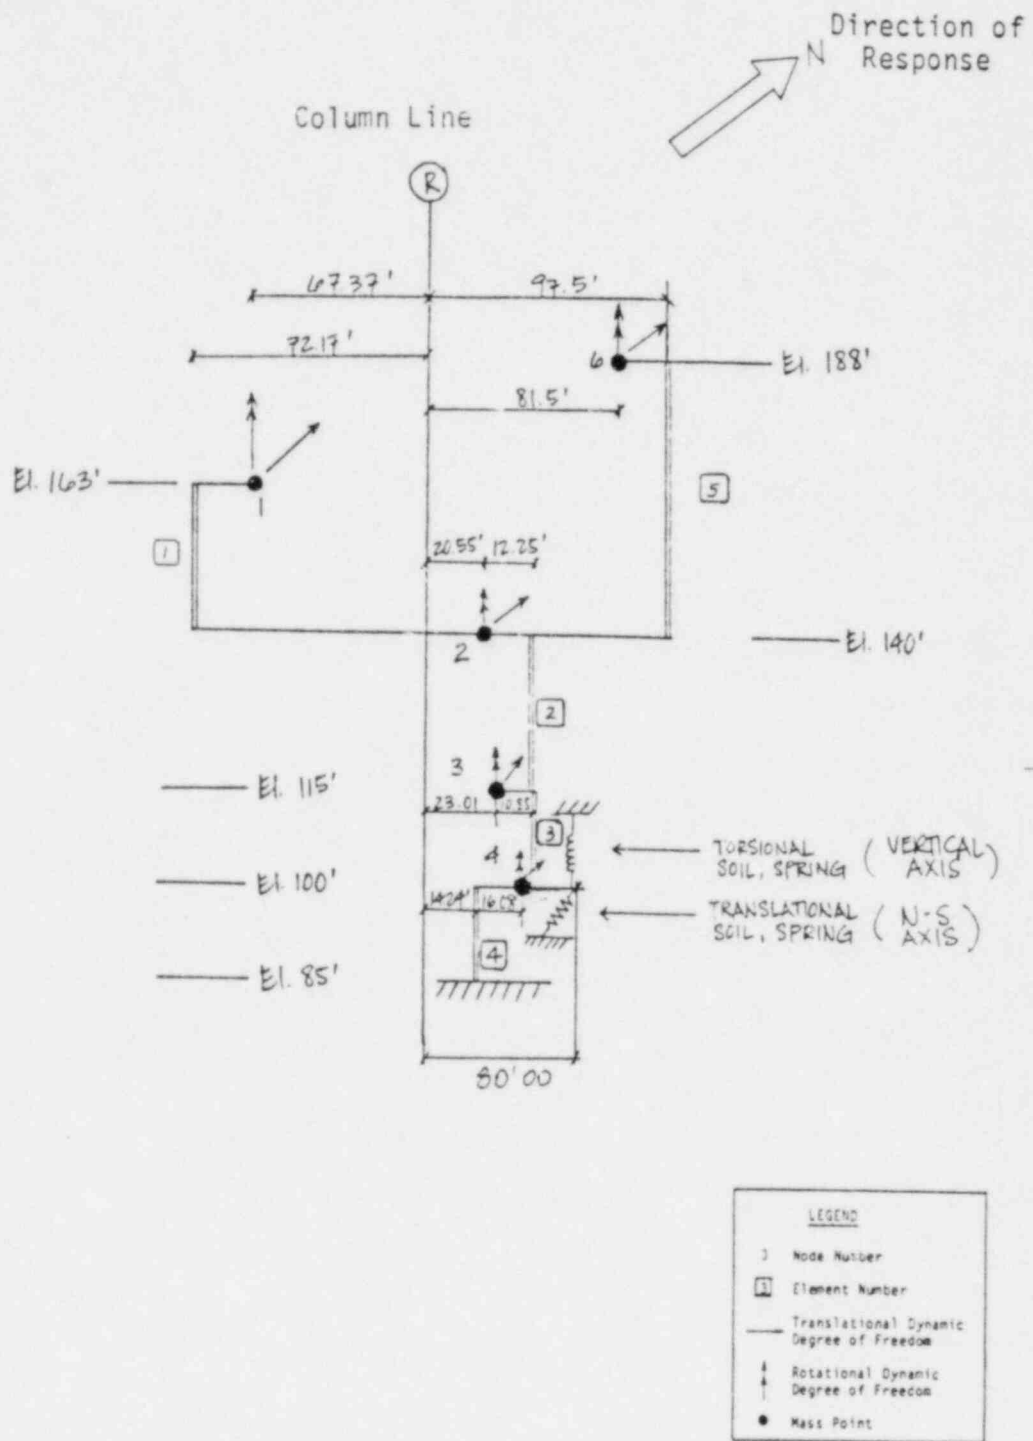 Direction of
N Response
Column Line
R
67.37'
97.5'
72.17'
6
El. 188'
81.5'
El. 163'
1
5
1
20.55' 12.25'
2
El. 140'
2
3
El. 115'
23.01 10.85
3
TORSIONAL ( VERTICAL )
SOIL, SPRING AXIS
4
El. 100'
14.24' 16.08'
TRANSLATIONAL ( N-S )
SOIL, SPRING AXIS
4
El. 85'
80'00
LEGEND
Node Number
Element Number
Translational Dynamic
Degree of Freedom
Rotational Dynamic
Degree of Freedom
Mass Point